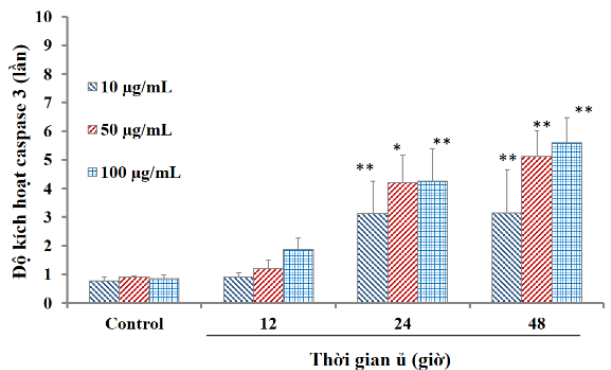 10
9
8
7
6
5
4
3
2
1
0
Độ kích hoạt caspase 3 (lần)
10 µg/mL
50 µg/mL
100 µg/mL
** * **
** ** **
Control 12 24 48
Thời gian ủ (giờ)